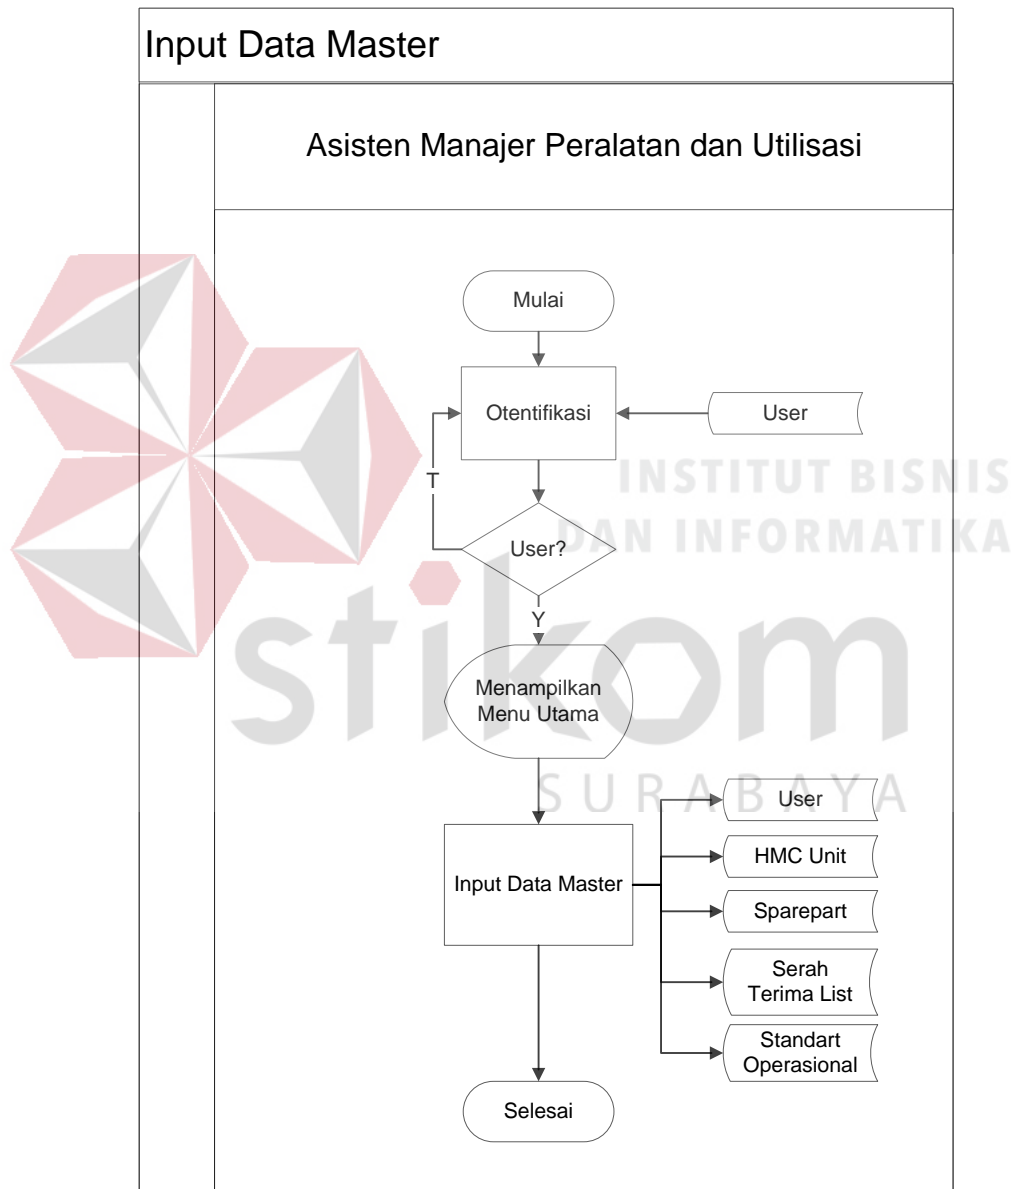 Input Data Master
Asisten Manajer Peralatan dan Utilisasi
Mulai
Otentifikasi
User
T
User?
Y
Menampilkan
Menu Utama
Input Data Master
User
HMC Unit
Sparepart
Serah
Terima List
Standart
Operasional
Selesai
INSTITUT BISNIS
DAN INFORMATIKA
stikom
SURABAYA